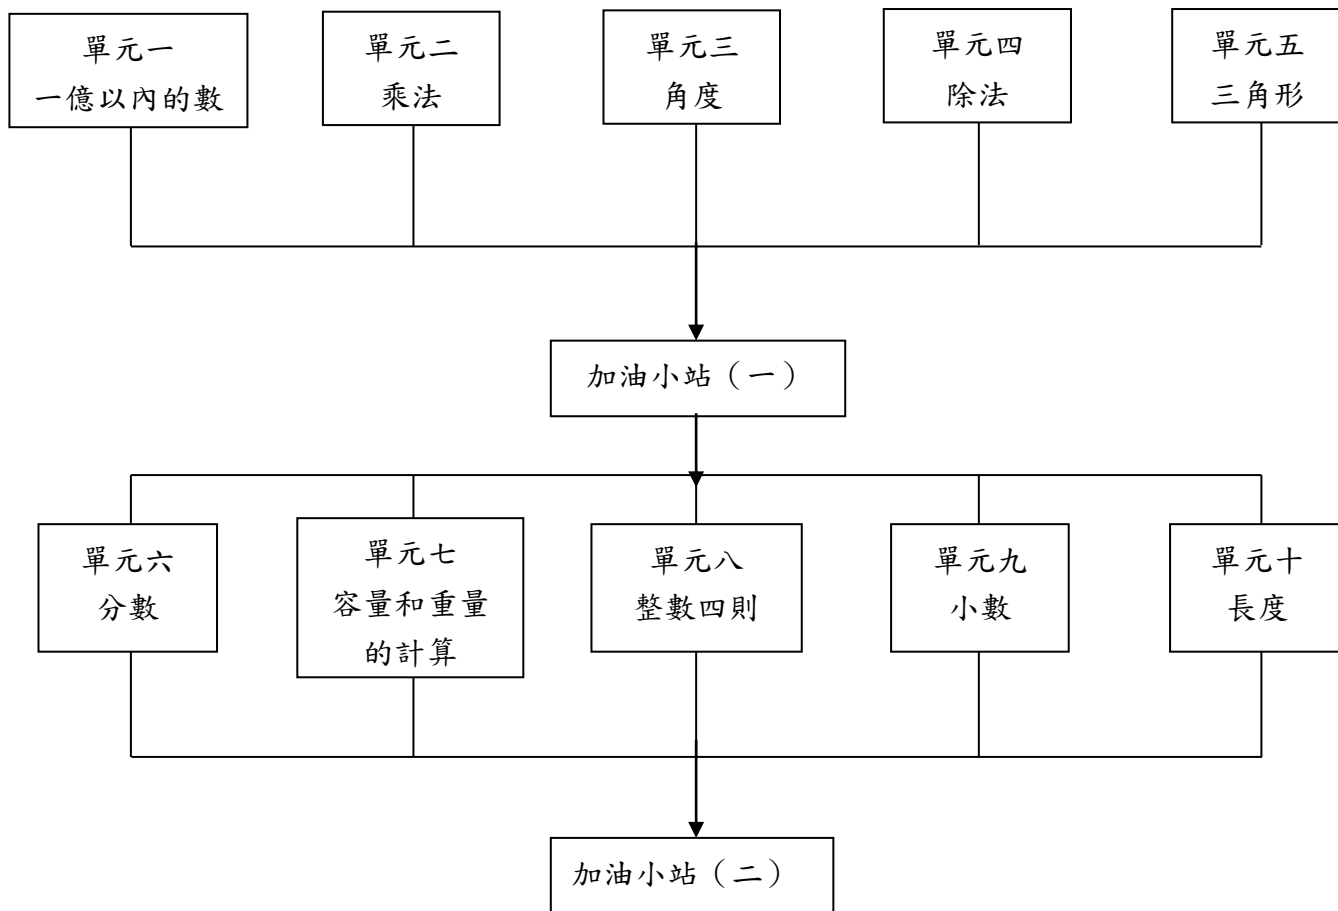 單元一
一億以內的數
單元二
乘法
單元三
角度
單元四
除法
單元五
三角形
加油小站（一）
單元六
分數
單元七
容量和重量
的計算
單元八
整數四則
單元九
小數
單元十
長度
加油小站（二）